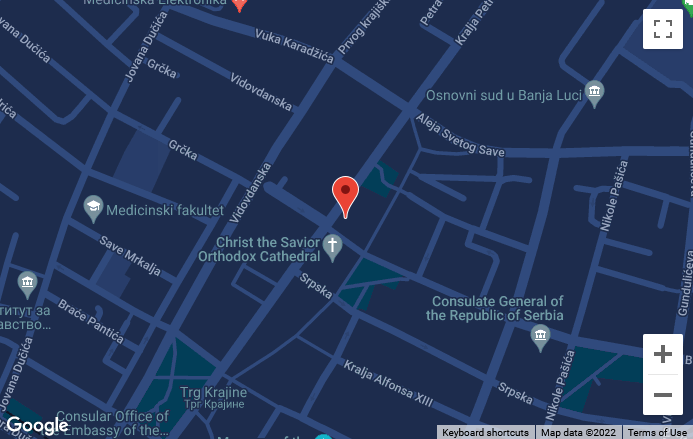 Medicinska Elektronika
Vuka Karadžića
Prvog krajiškog
Petra
Kralja Petra
Jovana Dučića
Grčka
Vidovdanska
Osnovni sud u Banja Luci
Aleja Svetog Save
Grčka
Vidovdanska
Nikole Pašića
Medicinski fakultet
Save Mrkalja
Christ the Savior
Orthodox Cathedral
Srpska
Gundulićeva
Consulate General of
the Republic of Serbia
Braće Pantića
Jovana Dučića
Kralja Alfonsa XIII
Srpska
Nikole Pašića
Trg Krajine
Трг Крајине
Consular Office of
Embassy of the
Google
Keyboard shortcuts
Map data ©2022
Terms of Use